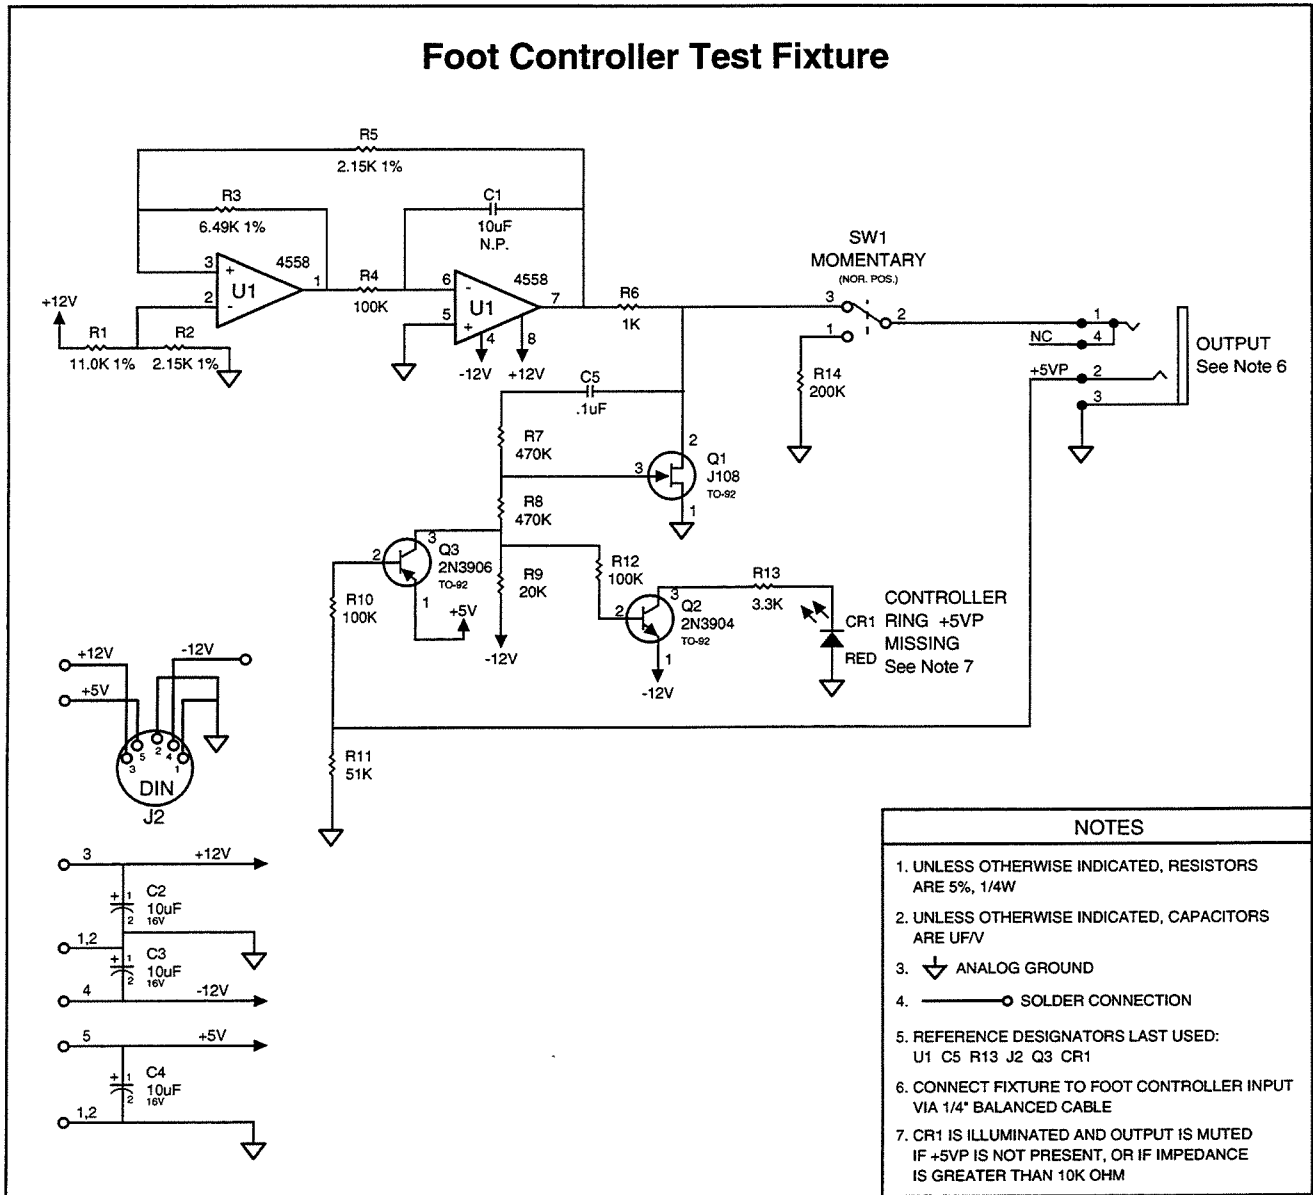 Foot Controller Test Fixture
R5
2.15K 1%
R3
6.49K 1%
C1
10uF
N.P.
3
+
4558
U1
1
2
-
R4
100K
6
-
4558
U1
7
5
+
4
8
-12V
+12V
+12V
R1
11.0K 1%
R2
2.15K 1%
R6
1K
SW1
MOMENTARY
(NOR. POS.)
3
2
1
R14
200K
1
NC
4
+5VP
2
3
OUTPUT
See Note 6
C5
.1uF
R7
470K
2
3
Q1
J108
TO-92
1
R8
470K
3
2
Q3
2N3906
TO-92
1
+5V
R9
20K
-12V
R12
100K
3
2
Q2
2N3904
TO-92
1
-12V
R13
3.3K
CR1
RED
CONTROLLER
RING +5VP
MISSING
See Note 7
R10
100K
R11
51K
+12V
-12V
+5V
3
5
2
4
1
DIN
J2
3
+12V
+
1
C2
10uF
16V
2
1,2
+
1
C3
10uF
16V
2
4
-12V
5
+5V
+
1
C4
10uF
16V
2
1,2
NOTES
1. UNLESS OTHERWISE INDICATED, RESISTORS
ARE 5%, 1/4W
2. UNLESS OTHERWISE INDICATED, CAPACITORS
ARE UF/V
3. ANALOG GROUND
4. SOLDER CONNECTION
5. REFERENCE DESIGNATORS LAST USED:
U1 C5 R13 J2 Q3 CR1
6. CONNECT FIXTURE TO FOOT CONTROLLER INPUT
VIA 1/4" BALANCED CABLE
7. CR1 IS ILLUMINATED AND OUTPUT IS MUTED
IF +5VP IS NOT PRESENT, OR IF IMPEDANCE
IS GREATER THAN 10K OHM